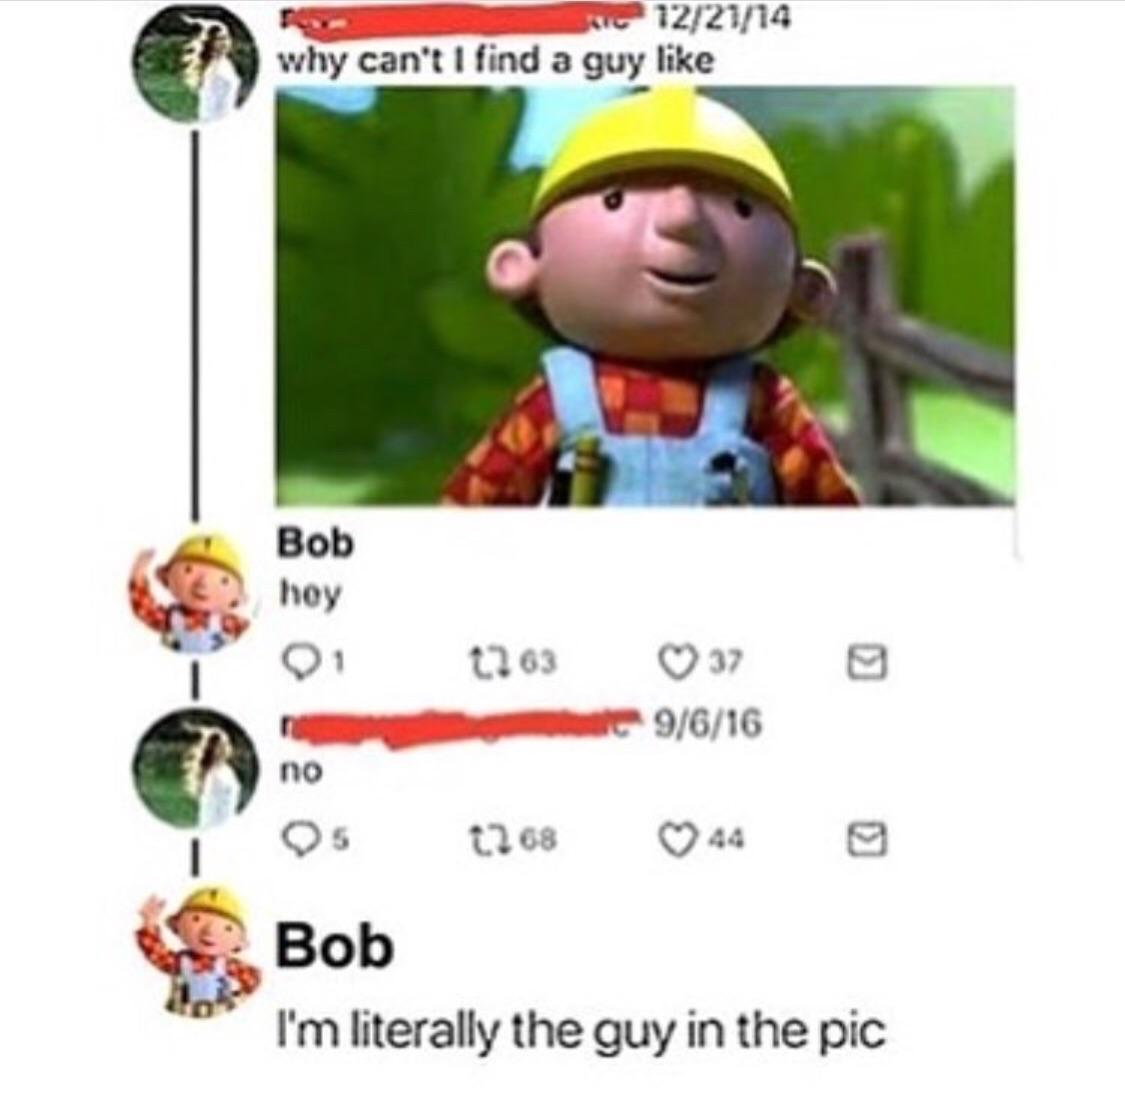 12/21/14
why can't I find a guy like
Bob
hey
1 63 37
9/6/16
no
5 68 44
Bob
I'm literally the guy in the pic